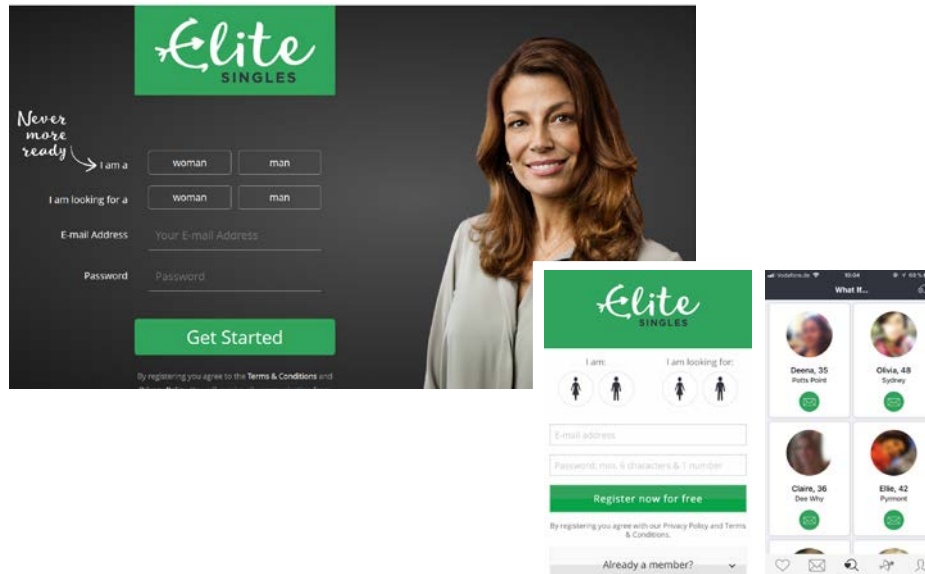 Elite
SINGLES
Never
more
ready
I am a
woman man
I am looking for a
woman man
E-mail Address Your E-mail Address
Password Password
Get Started
By registering you agree to the Terms & Conditions and
Elite
SINGLES
I am: I am looking for:
E-mail address
Password: min. 6 characters & 1 number
Register now for free
By registering you agree with our Privacy Policy and Terms
& Conditions.
Already a member?
Vodafone.de 10:04
What If...
Deena, 35 Olivia, 48
Potts Point Sydney
Claire, 36 Ellie, 42
Dee Why Pyrmont